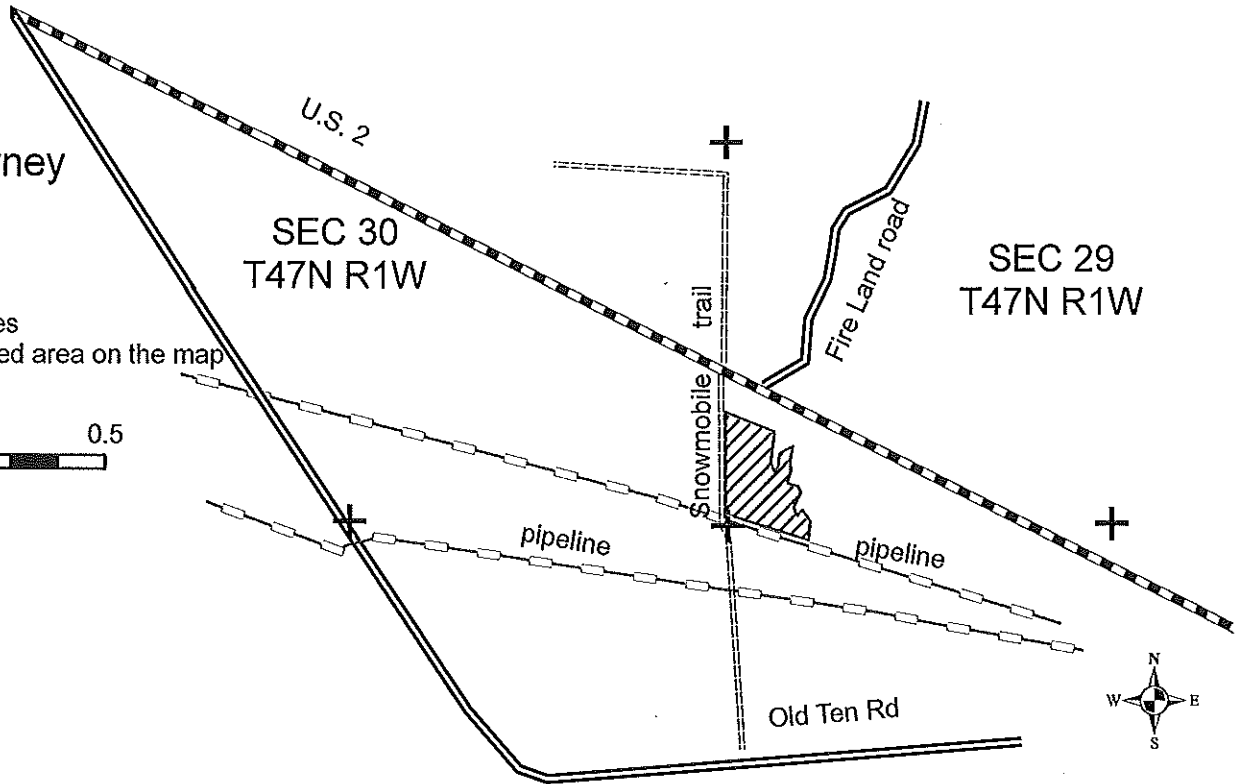 U.S. 2
ney
SEC 30
T47N R1W
Snowmobile trail
Fire Land road
SEC 29
T47N R1W
es
ed area on the map
0.5
pipeline
pipeline
Old Ten Rd
N
W E
S